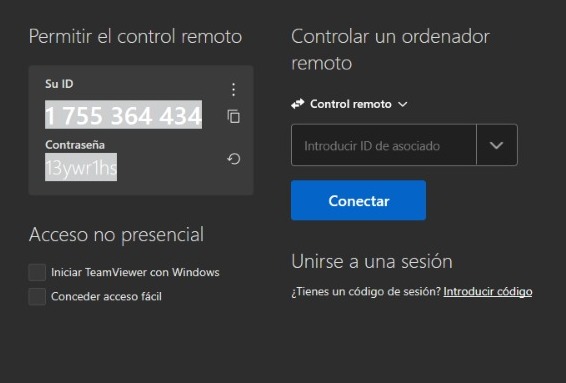 Permitir el control remoto
Su ID
1 755 364 434
Contraseña
13ywr1hs
Acceso no presencial
Iniciar TeamViewer con Windows
Conceder acceso fácil
Controlar un ordenador
remoto
Control remoto
Introducir ID de asociado
Conectar
Unirse a una sesión
¿Tienes un código de sesión? Introducir código